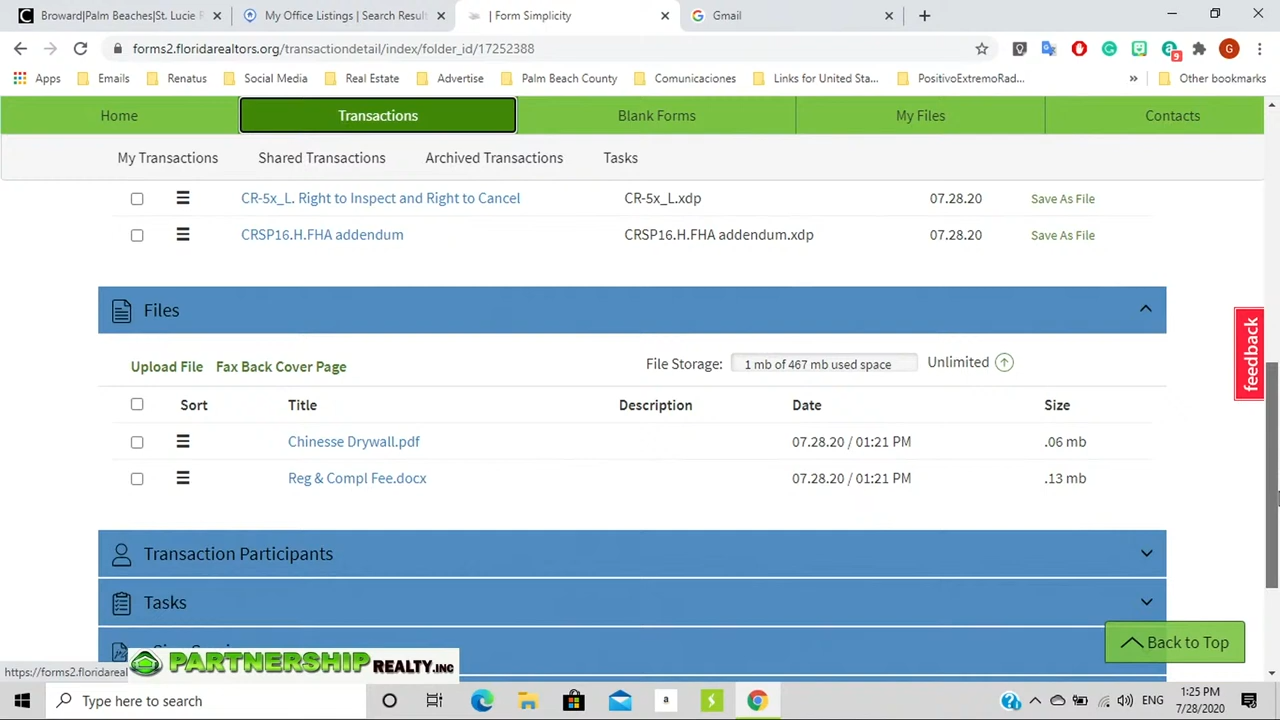 Broward|Palm Beaches|St. Lucie F
My Office Listings | Search Result
| Form Simplicity
Gmail
forms2.floridarealtors.org/transactiondetail/index/folder_id/17252388
9
G
Apps
Emails
Renatus
Social Media
Real Estate
Advertise
Palm Beach County
Comunicaciones
Links for United Sta...
PositivoExtremoRad...
»
Other bookmarks
Home
Transactions
Blank Forms
My Files
Contacts
My Transactions
Shared Transactions
Archived Transactions
Tasks
CR-5x_L. Right to Inspect and Right to Cancel
CR-5x_L.xdp
07.28.20
Save As File
CRSP16.H.FHA addendum
CRSP16.H.FHA addendum.xdp
07.28.20
Save As File
Files
feedback
Upload File
Fax Back Cover Page
File Storage:
1 mb of 467 mb used space
Unlimited
Sort
Title
Description
Date
Size
Chinesse Drywall.pdf
07.28.20 / 01:21 PM
.06 mb
Reg & Compl Fee.docx
07.28.20 / 01:21 PM
.13 mb
Transaction Participants
Tasks
Back to Top
https://forms2.floridareal
PARTNERSHIP REALTY.INC
Type here to search
a
ENG
1:25 PM
7/28/2020